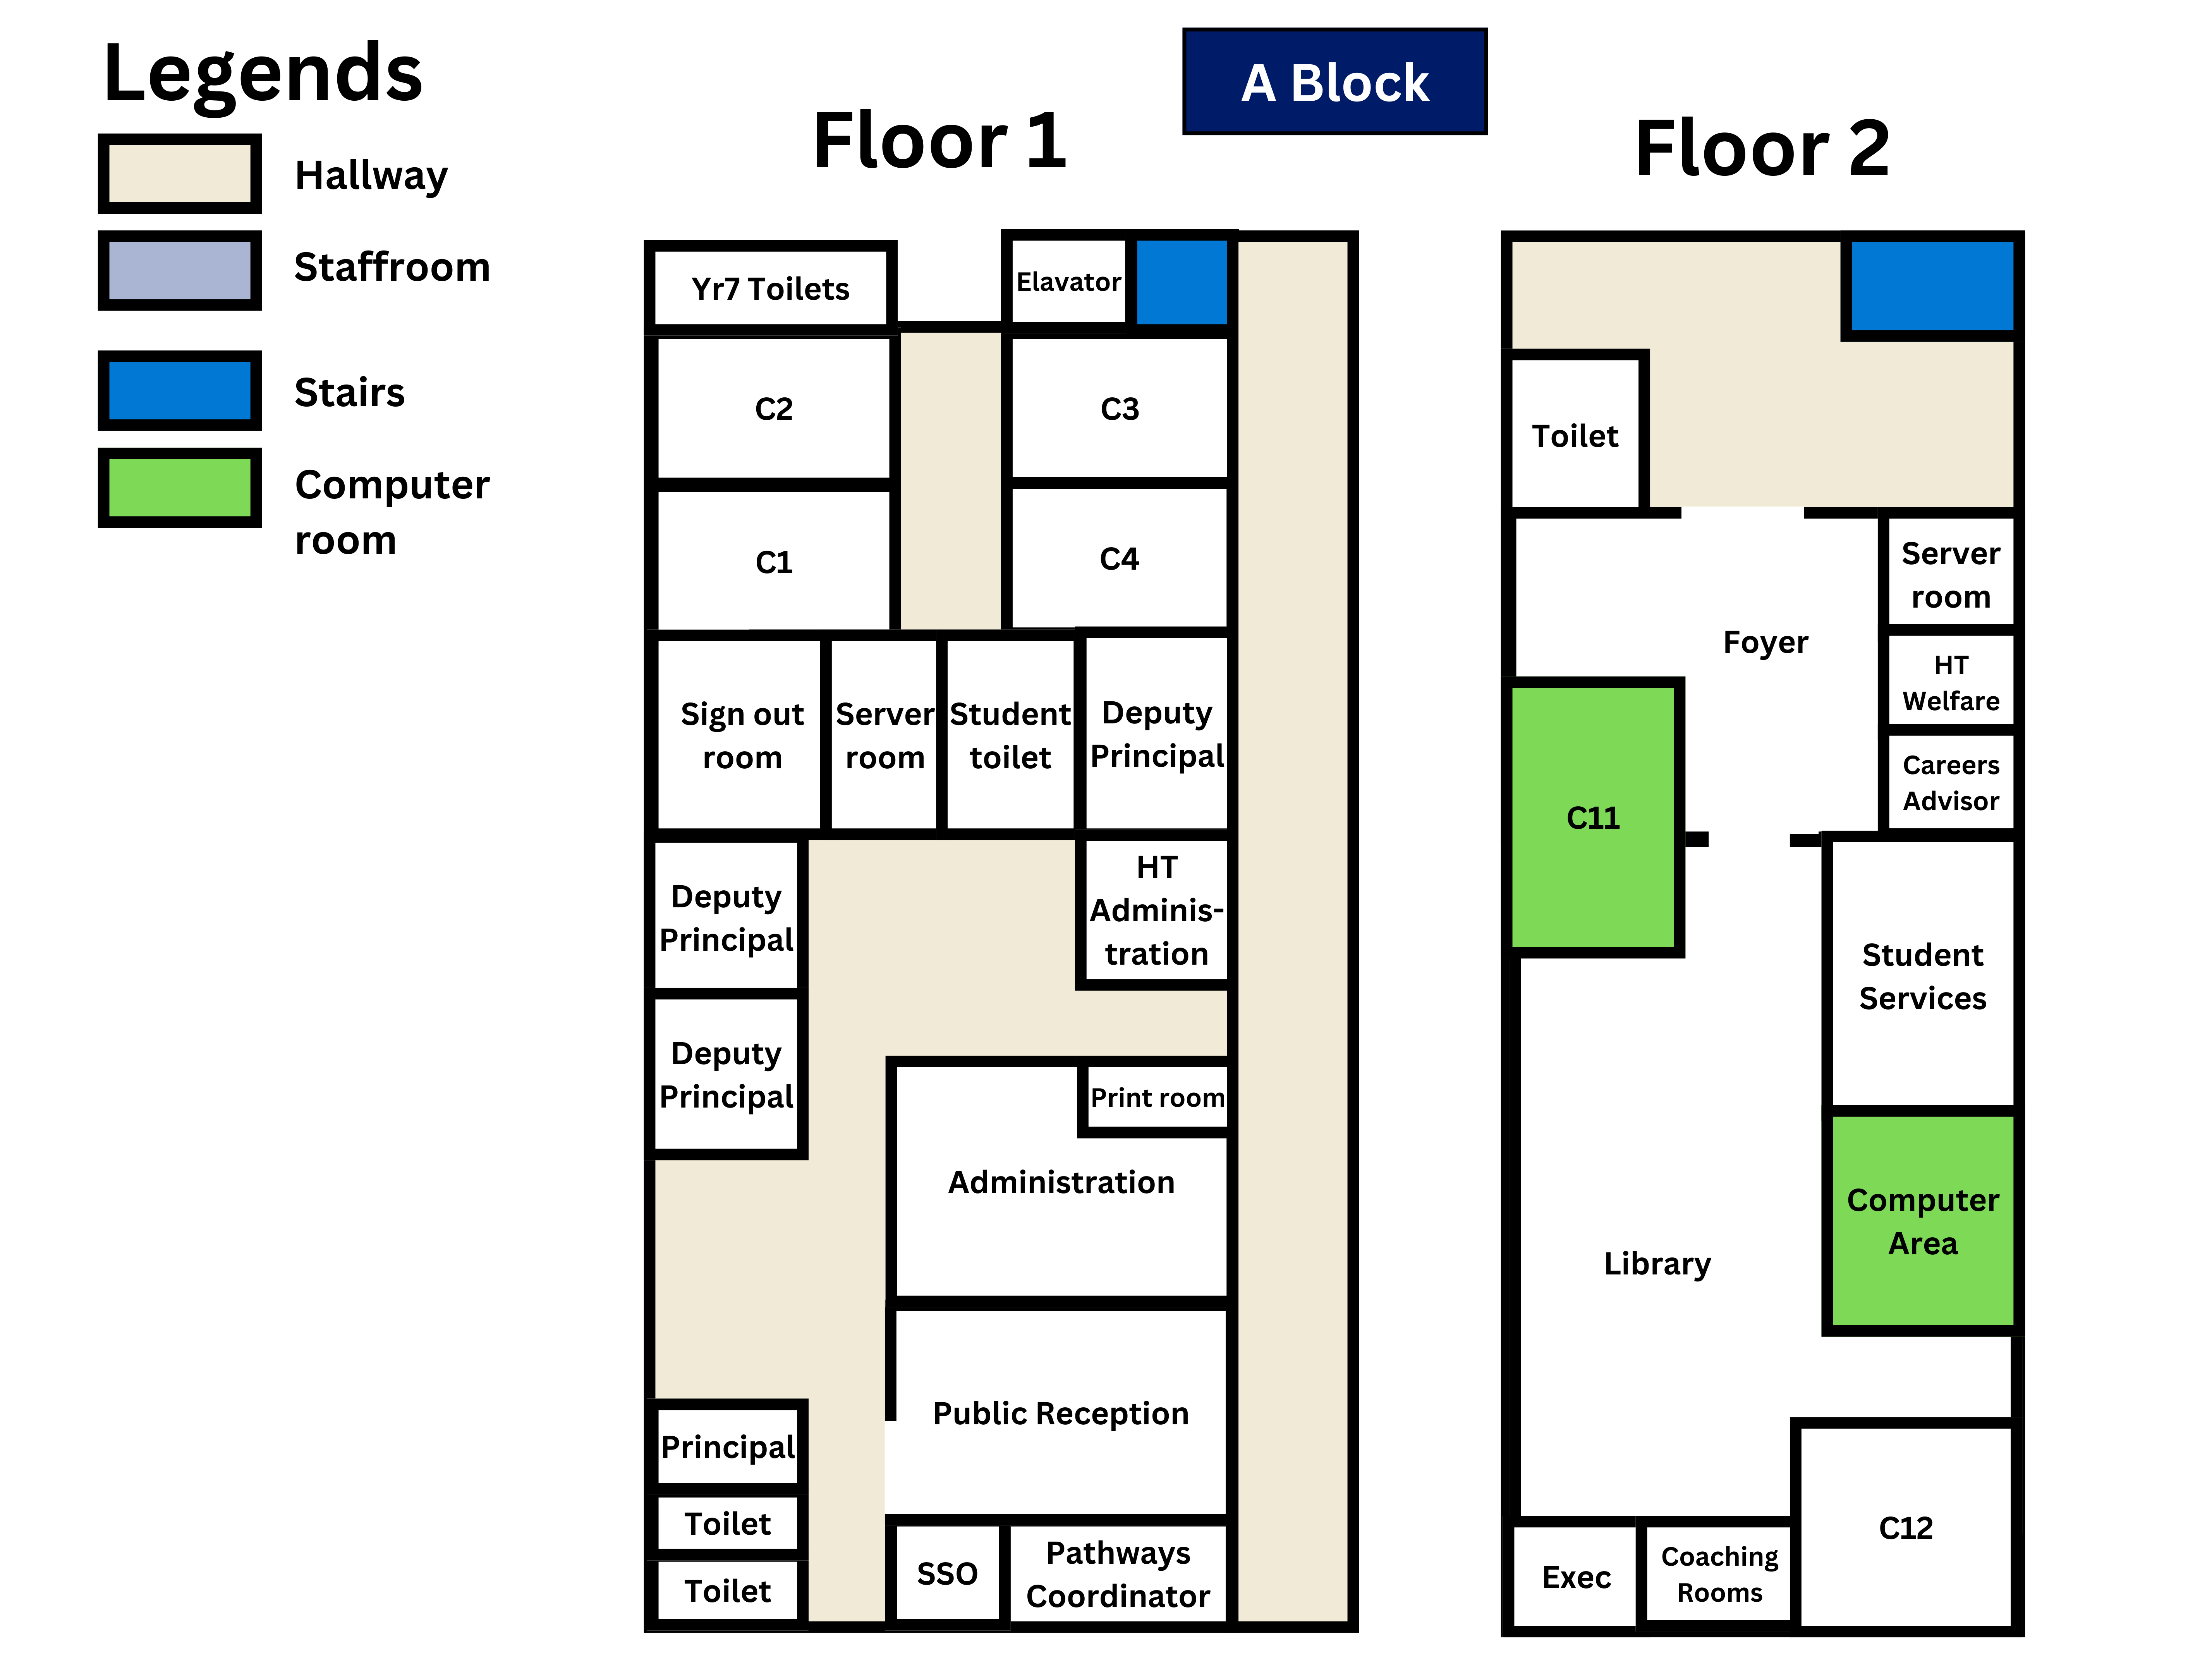 Legends
Hallway
Staffroom
Stairs
Computer
room
A Block
Floor 1
Yr7 Toilets
Elavator
C2
C3
C1
C4
Sign out
room
Server
room
Student
toilet
Deputy
Principal
Deputy
Principal
HT
Adminis-
tration
Deputy
Principal
Print room
Administration
Public Reception
Principal
Toilet
Toilet
SSO
Pathways
Coordinator
Floor 2
Toilet
Server
room
Foyer
HT
Welfare
Careers
Advisor
C11
Student
Services
Computer
Area
Library
C12
Exec
Coaching
Rooms